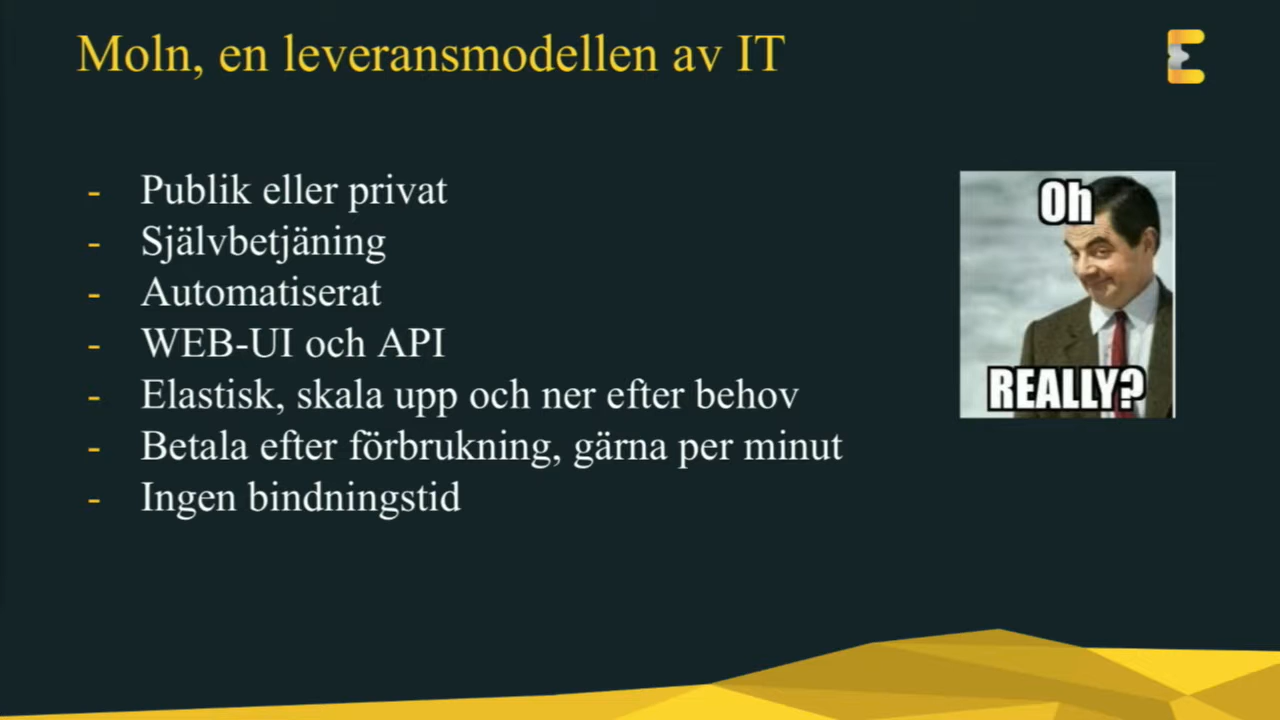 Moln, en leveransmodellen av IT
- Publik eller privat
- Självbetjäning
- Automatiserat
- WEB-UI och API
- Elastisk, skala upp och ner efter behov
- Betala efter förbrukning, gärna per minut
- Ingen bindningstid
Oh
REALLY?